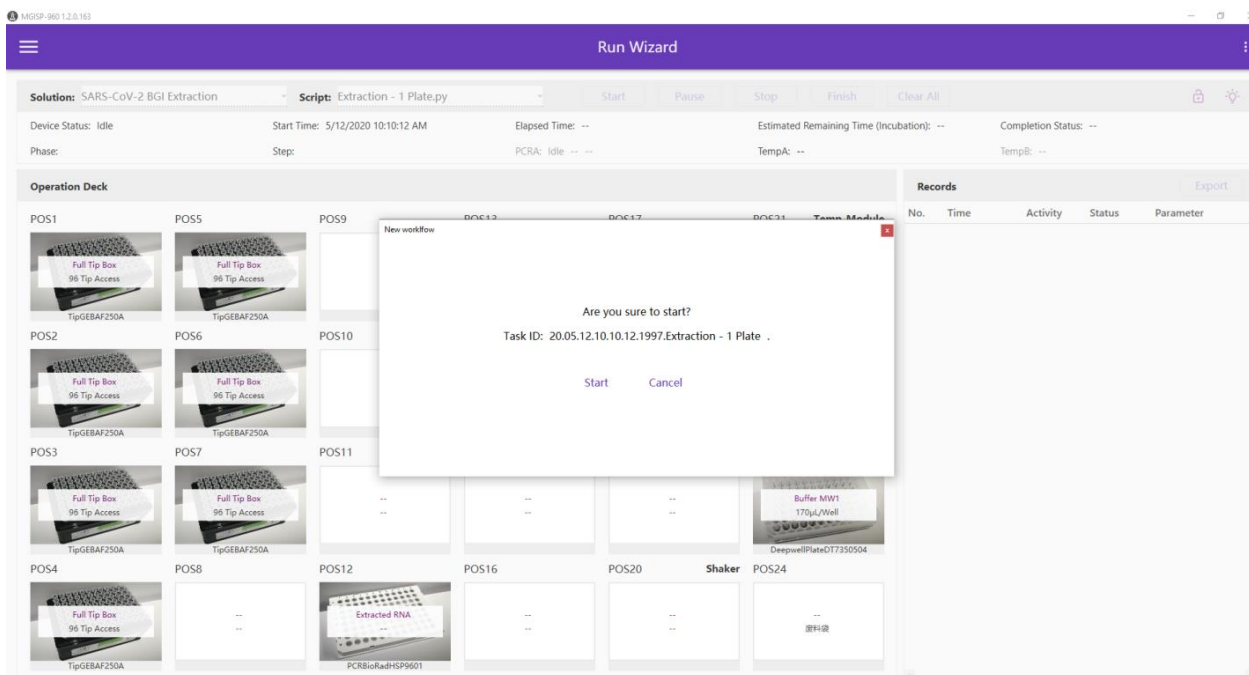 MGISP-960 1.2.0.163
Run Wizard
Solution: SARS-CoV-2 BGI Extraction Script: Extraction - 1 Plate.py Start Pause Stop Finish Clear All
Device Status: Idle Start Time: 5/12/2020 10:10:12 AM Elapsed Time: -- Estimated Remaining Time (Incubation): -- Completion Status: --
Phase: Step: PCRA: Idle -- -- TempA: -- TempB: --
Operation Deck Records Export
POS1 POS5 POS9 POS13 POS17 POS21 Temp Module No. Time Activity Status Parameter
New worklfow x
Full Tip Box Full Tip Box
96 Tip Access 96 Tip Access
TipGEBAF250A TipGEBAF250A
Are you sure to start?
POS2 POS6 POS10
Task ID: 20.05.12.10.10.12.1997.Extraction - 1 Plate .
Full Tip Box Full Tip Box
96 Tip Access 96 Tip Access
Start Cancel
TipGEBAF250A TipGEBAF250A
POS3 POS7 POS11
Full Tip Box Full Tip Box -- -- -- Buffer MW1
96 Tip Access 96 Tip Access -- -- -- 170μL/Well
TipGEBAF250A TipGEBAF250A DeepwellPlateDT7350504
POS4 POS8 POS12 POS16 POS20 Shaker POS24
Full Tip Box -- Extracted RNA -- -- --
96 Tip Access -- -- -- -- 废料袋
TipGEBAF250A PCRBioRadHSP9601